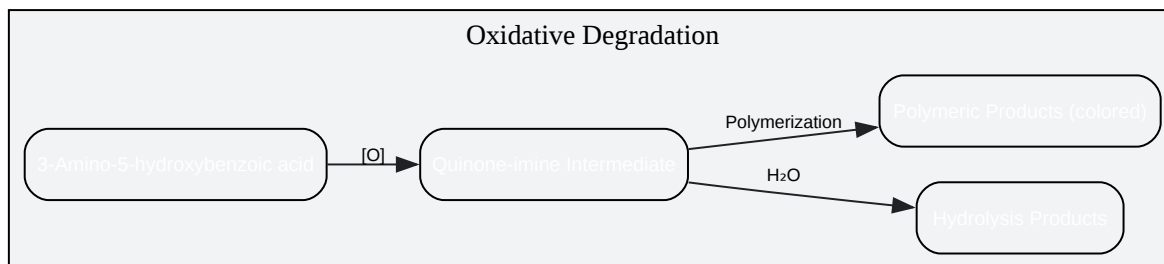 Oxidative Degradation
3-Amino-5-hydroxybenzoic acid
[O]
Quinone-imine Intermediate
Polymerization
Polymeric Products (colored)
H₂O
Hydrolysis Products